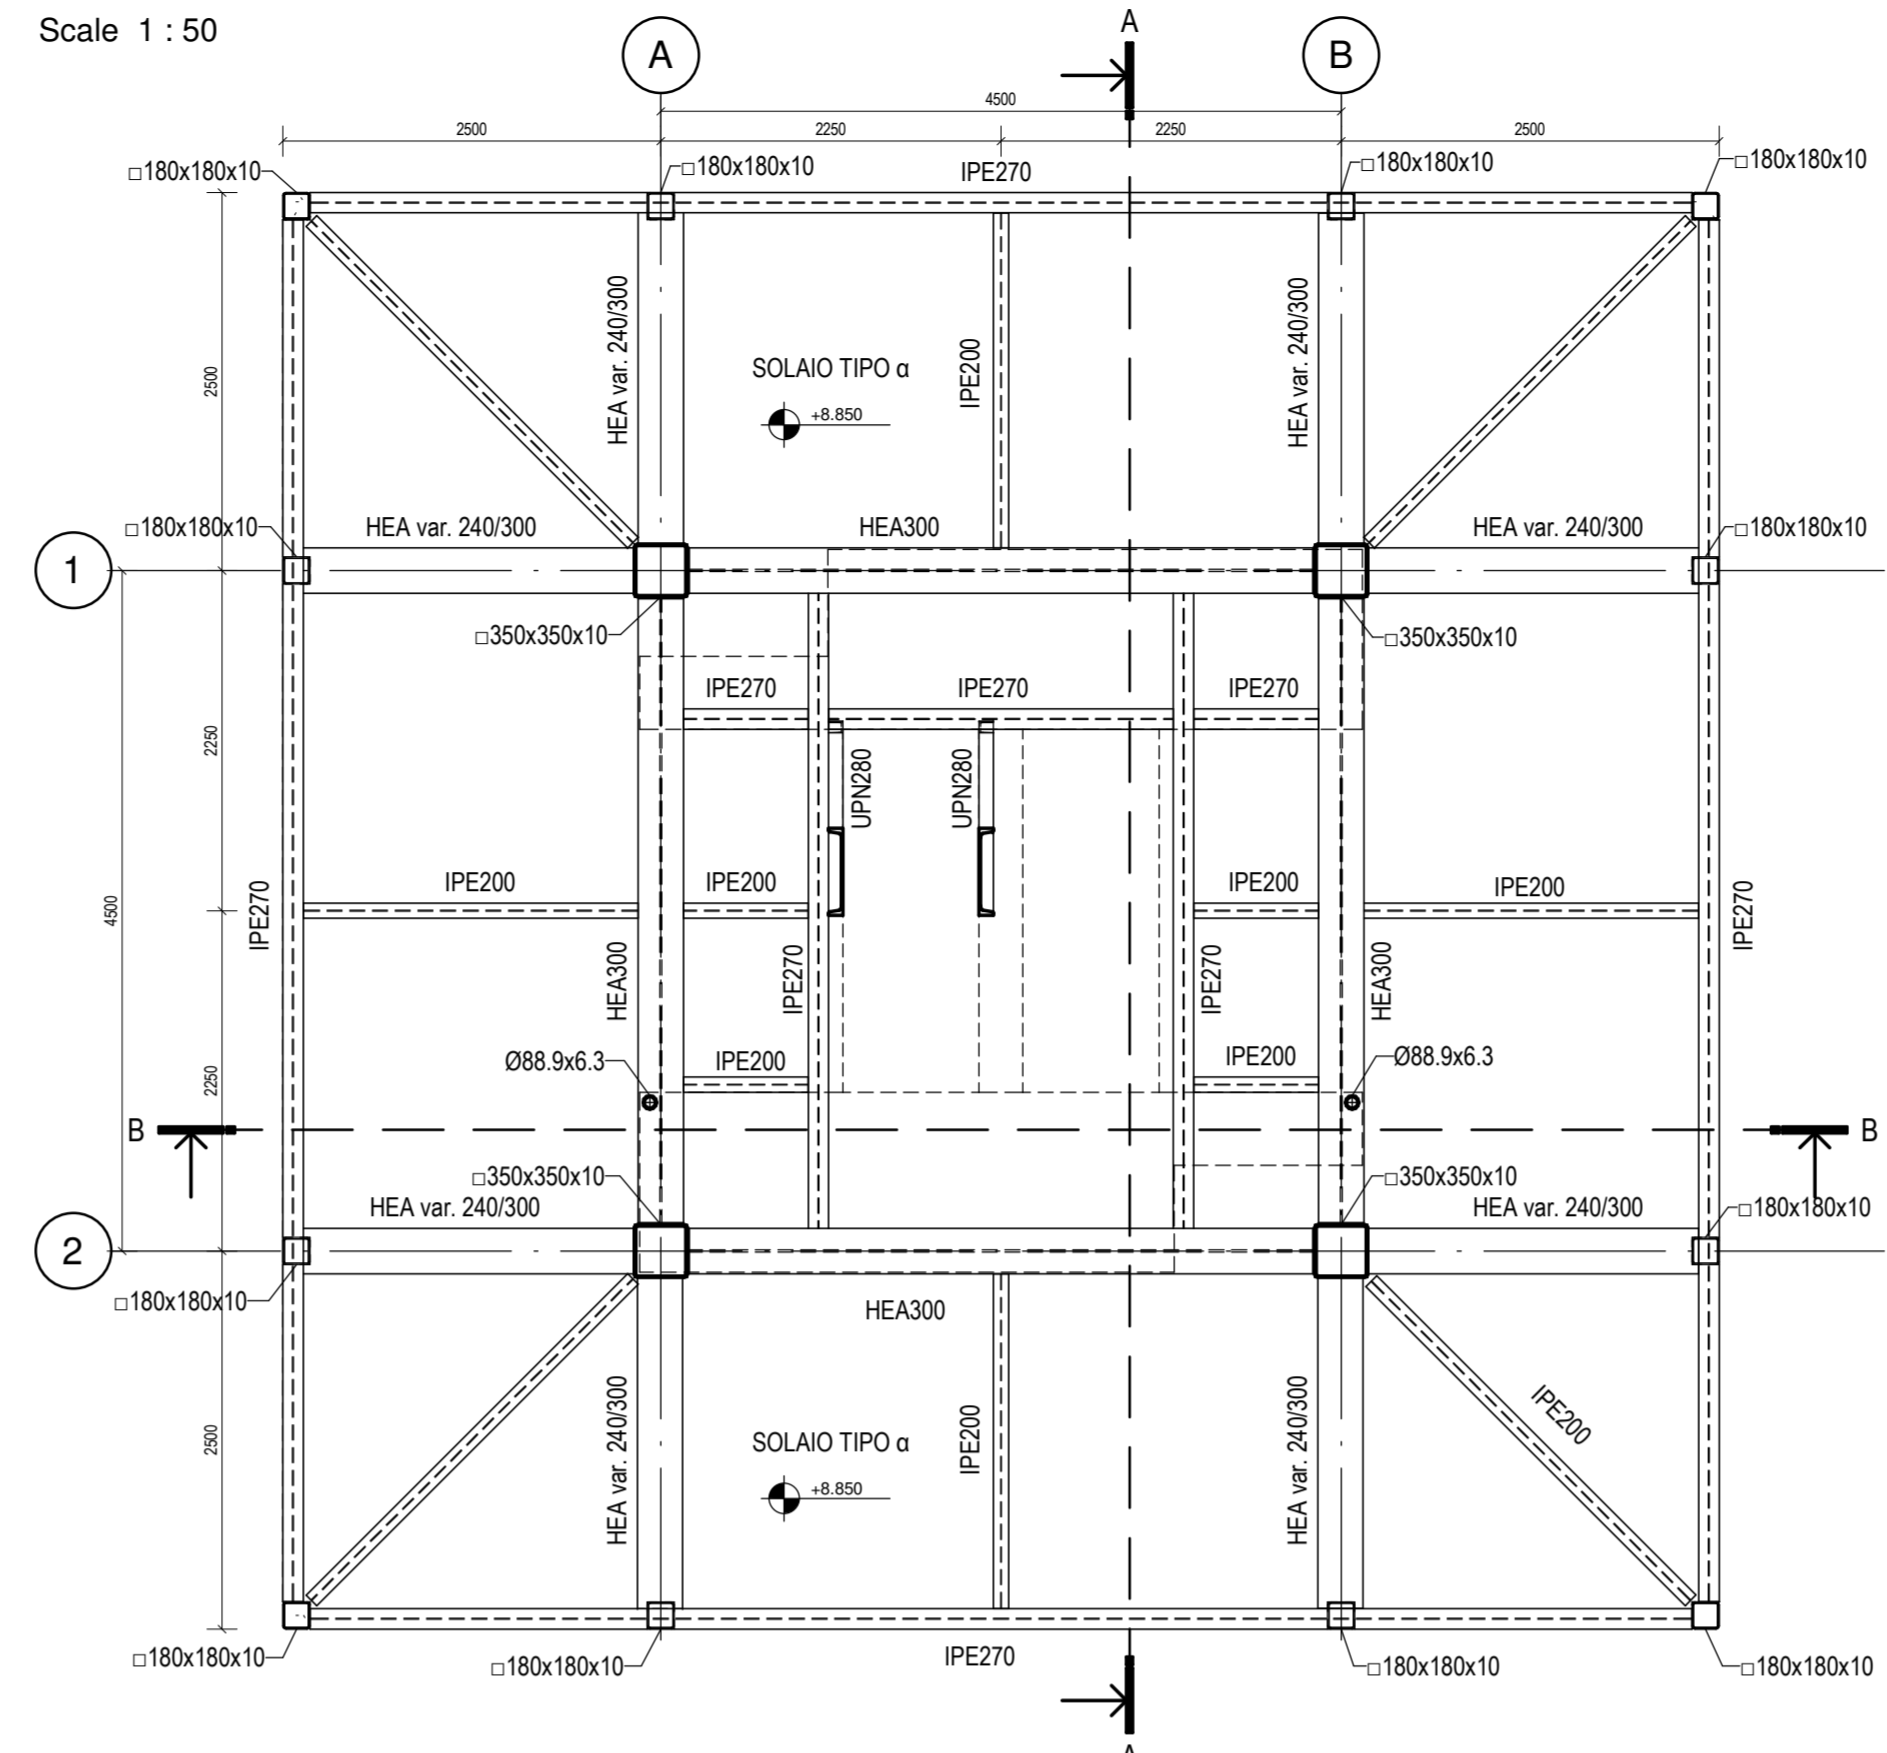 Scale 1 : 50
A
A
B
4500
2500
2250
2250
2500
□180x180x10
□180x180x10
IPE270
□180x180x10
□180x180x10
HEA var. 240/300
HEA var. 240/300
2500
SOLAIO TIPO α
IPE200
+8.850
□180x180x10
HEA var. 240/300
HEA300
HEA var. 240/300
□180x180x10
1
□350x350x10
□350x350x10
IPE270
IPE270
IPE270
2250
UPN280
UPN280
IPE200
IPE200
IPE200
IPE200
4500
IPE270
IPE270
HEA300
IPE270
IPE270
HEA300
Ø88.9x6.3
IPE200
IPE200
Ø88.9x6.3
2250
B
B
□350x350x10
□350x350x10
HEA var. 240/300
HEA var. 240/300
□180x180x10
2
□180x180x10
HEA300
2500
HEA var. 240/300
SOLAIO TIPO α
IPE200
HEA var. 240/300
IPE200
+8.850
□180x180x10
□180x180x10
IPE270
□180x180x10
□180x180x10
A